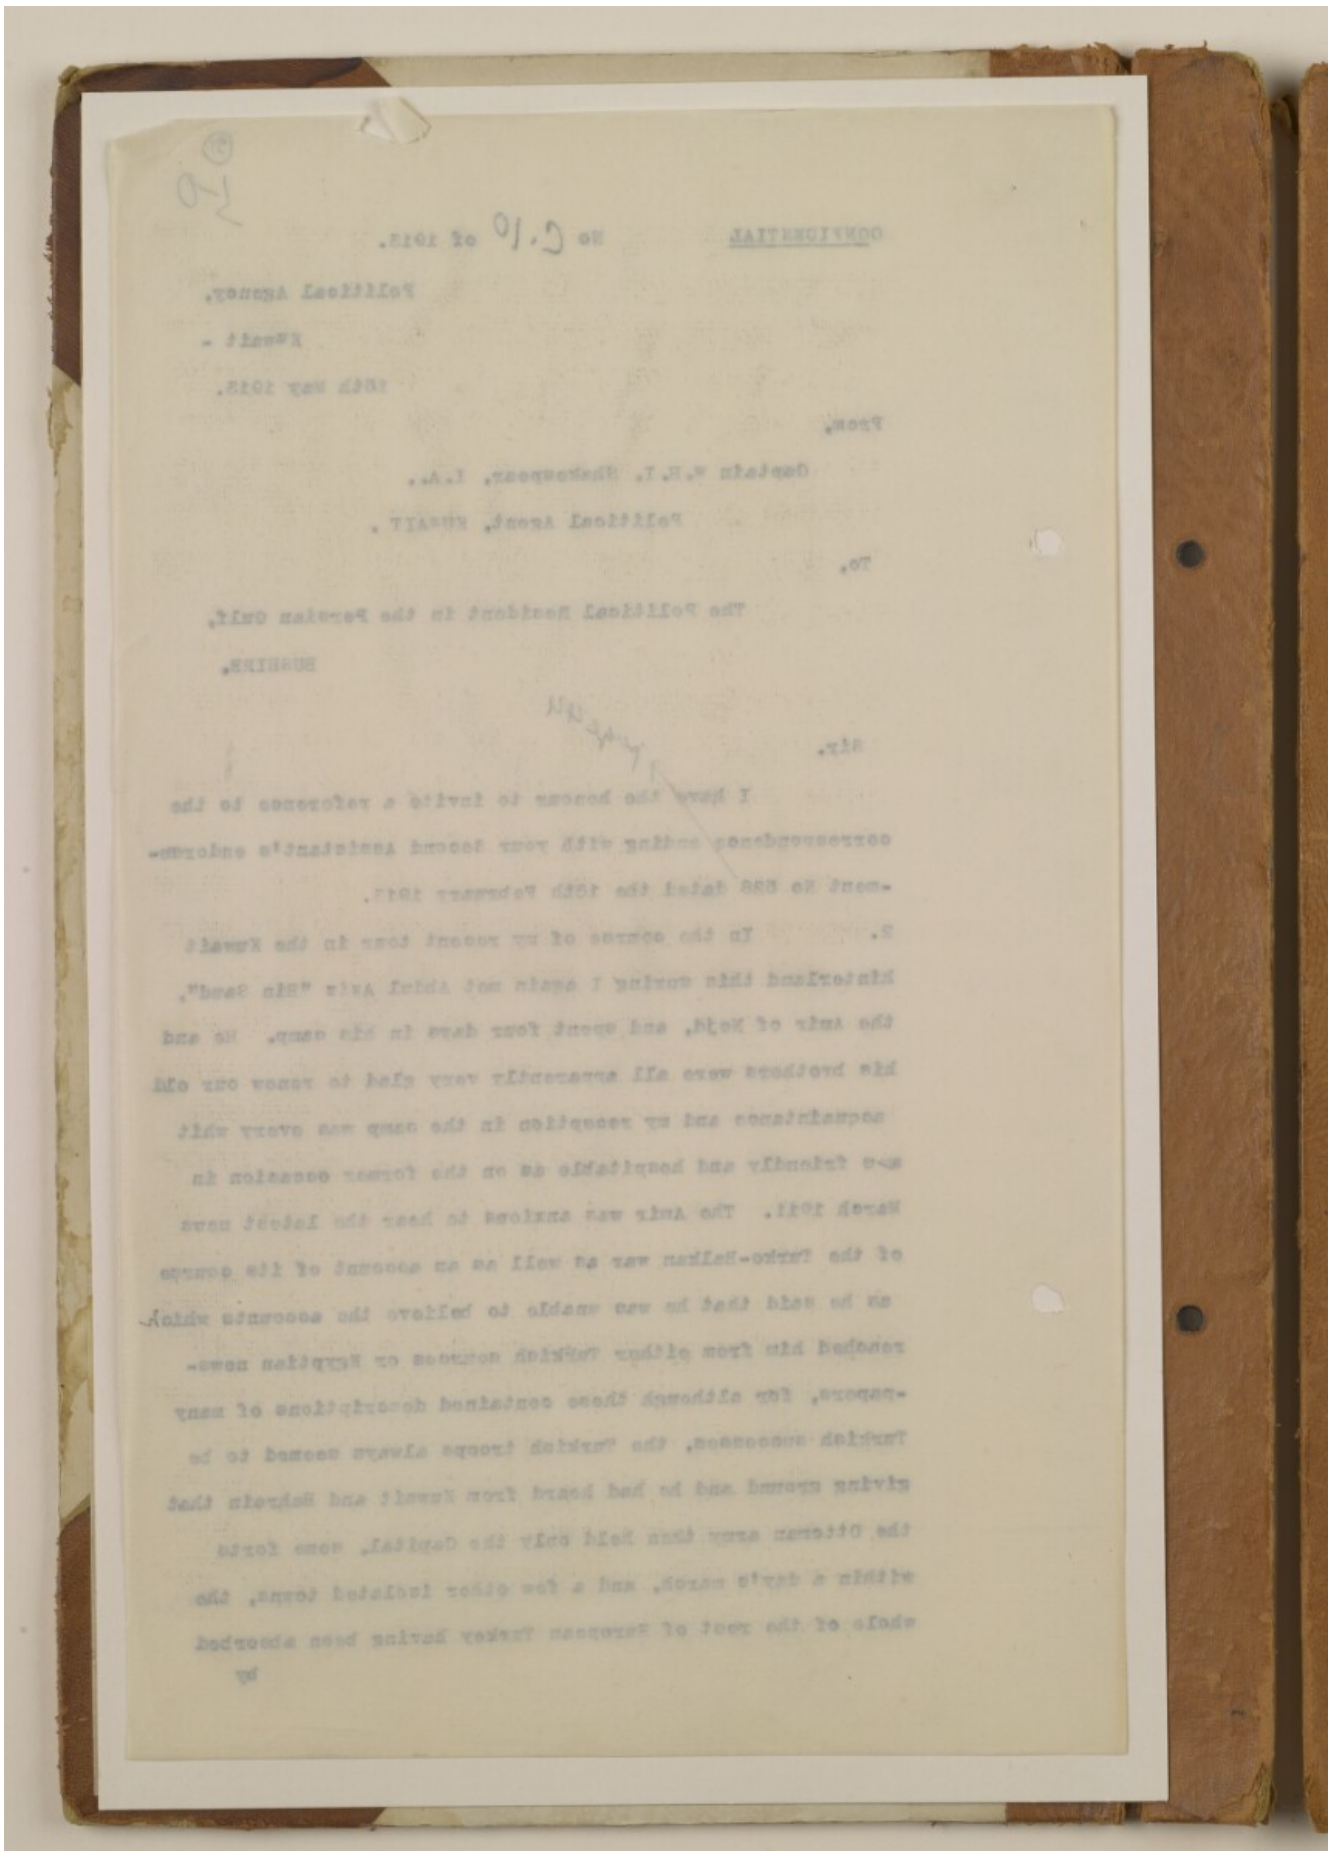 CONFIDENTIAL No C.10 of 1913.
Political Agency,
Kuwait -
May 1913.
From,
Captain W.H.I. Shakespear, I.A.,
Political Agent, KUWAIT.
To,
The Political Resident in the Persian Gulf,
BUSHIRE.
Sir,
I have the honour to invite a reference to the
correspondence ending with your Second Assistant's endorse-
-ment No dated the February 1913.
2. In the course of my recent tour in the Kuwait
hinterland this spring I again met Abdul Aziz "Bin Saud",
the Amir of Nejd, and spent four days in his camp. He and
his brothers were all apparently very glad to renew our old
acquaintance and my reception in the camp was every whit
as friendly and hospitable as on the former occasion in
March 1911. The Amir was anxious to hear the latest news
of the Turko-Balkan war as well as an account of its course
as he said that he was unable to believe the accounts which
reached him from either Turkish sources or Egyptian news-
-papers, for although these contained descriptions of many
Turkish successes, the Turkish troops always seemed to be
giving ground and he had heard from Kuwait and Bahrein that
the Ottoman army then held only the Capital, some forts
within a day's march, and a few other isolated towns, the
whole of the rest of European Turkey having been absorbed
by